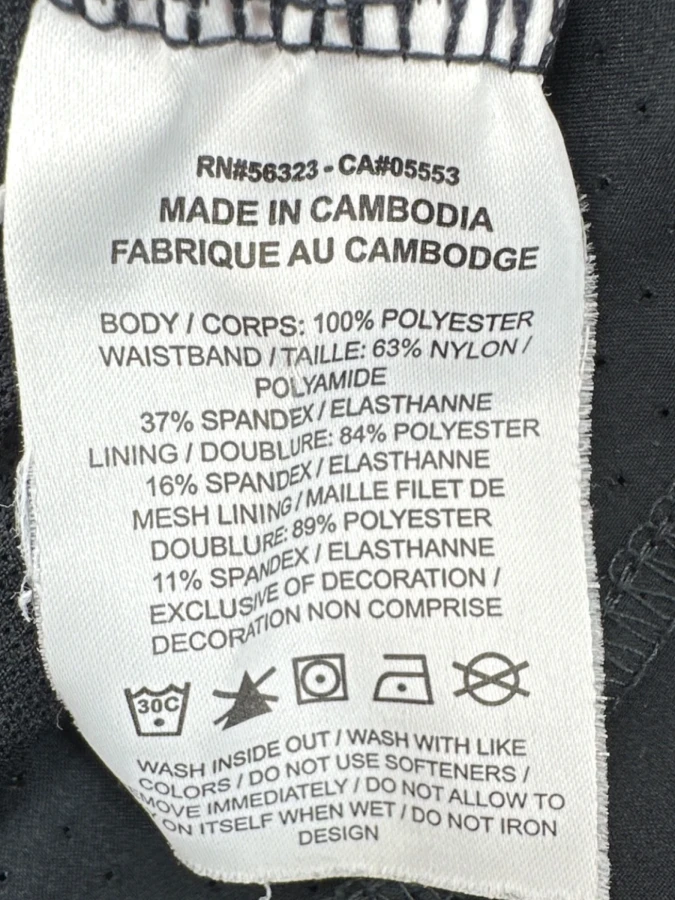 RN#56323 - CA#05553
MADE IN CAMBODIA
FABRIQUE AU CAMBODGE
BODY / CORPS: 100% POLYESTER
WAISTBAND / TAILLE: 63% NYLON /
POLYAMIDE
37% SPANDEX / ELASTHANNE
LINING / DOUBLURE: 84% POLYESTER
16% SPANDEX / ELASTHANNE
MESH LINING / MAILLE FILET DE
DOUBLURE: 89% POLYESTER
11% SPANDEX / ELASTHANNE
EXCLUSIVE OF DECORATION /
DECORATION NON COMPRISE
30C
WASH INSIDE OUT / WASH WITH LIKE
COLORS / DO NOT USE SOFTENERS /
MOVE IMMEDIATELY / DO NOT ALLOW TO
ON ITSELF WHEN WET / DO NOT IRON
DESIGN